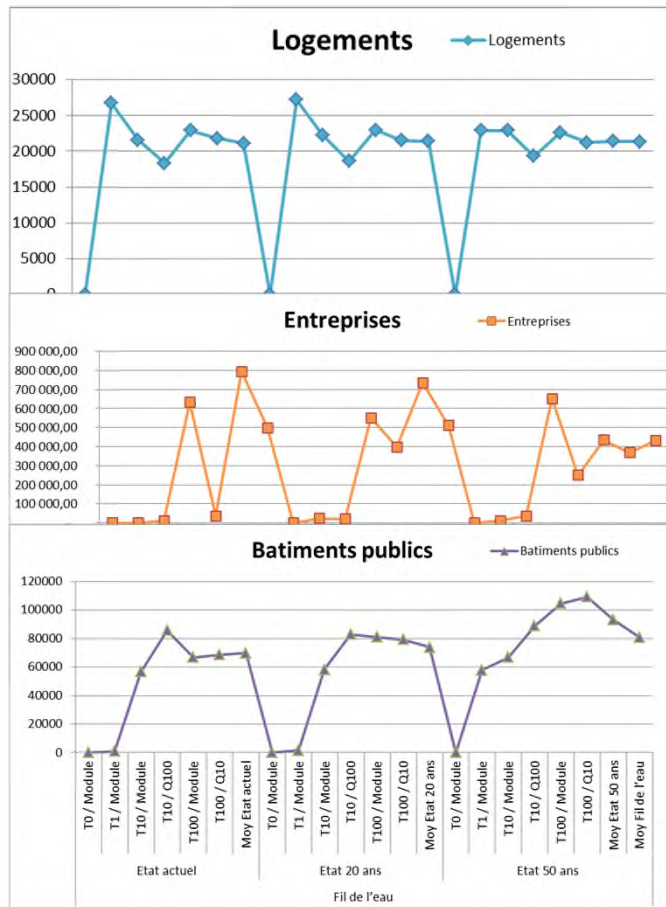 Logements
Logements
30000
25000
20000
15000
10000
5000
0
Entreprises
Entreprises
900 000,00
800 000,00
700 000,00
600 000,00
500 000,00
400 000,00
300 000,00
200 000,00
100 000,00
Batiments publics
Batiments publics
120000
100000
80000
60000
40000
20000
0
T0 / Module
T1 / Module
T10 / Module
T10 / Q100
T100 / Module
T100 / Q10
Moy Etat actuel
T0 / Module
T1 / Module
T10 / Module
T10 / Q100
T100 / Module
T100 / Q10
Moy Etat 20 ans
T0 / Module
T1 / Module
T10 / Module
T10 / Q100
T100 / Module
T100 / Q10
Moy Etat 50 ans
Moy Fil de l'eau
Etat actuel
Etat 20 ans
Etat 50 ans
Fil de l'eau